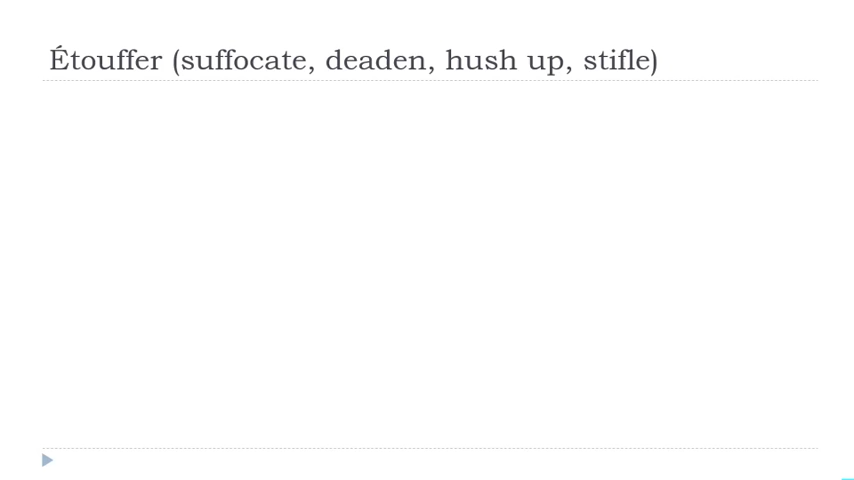 Étouffer (suffocate, deaden, hush up, stifle)